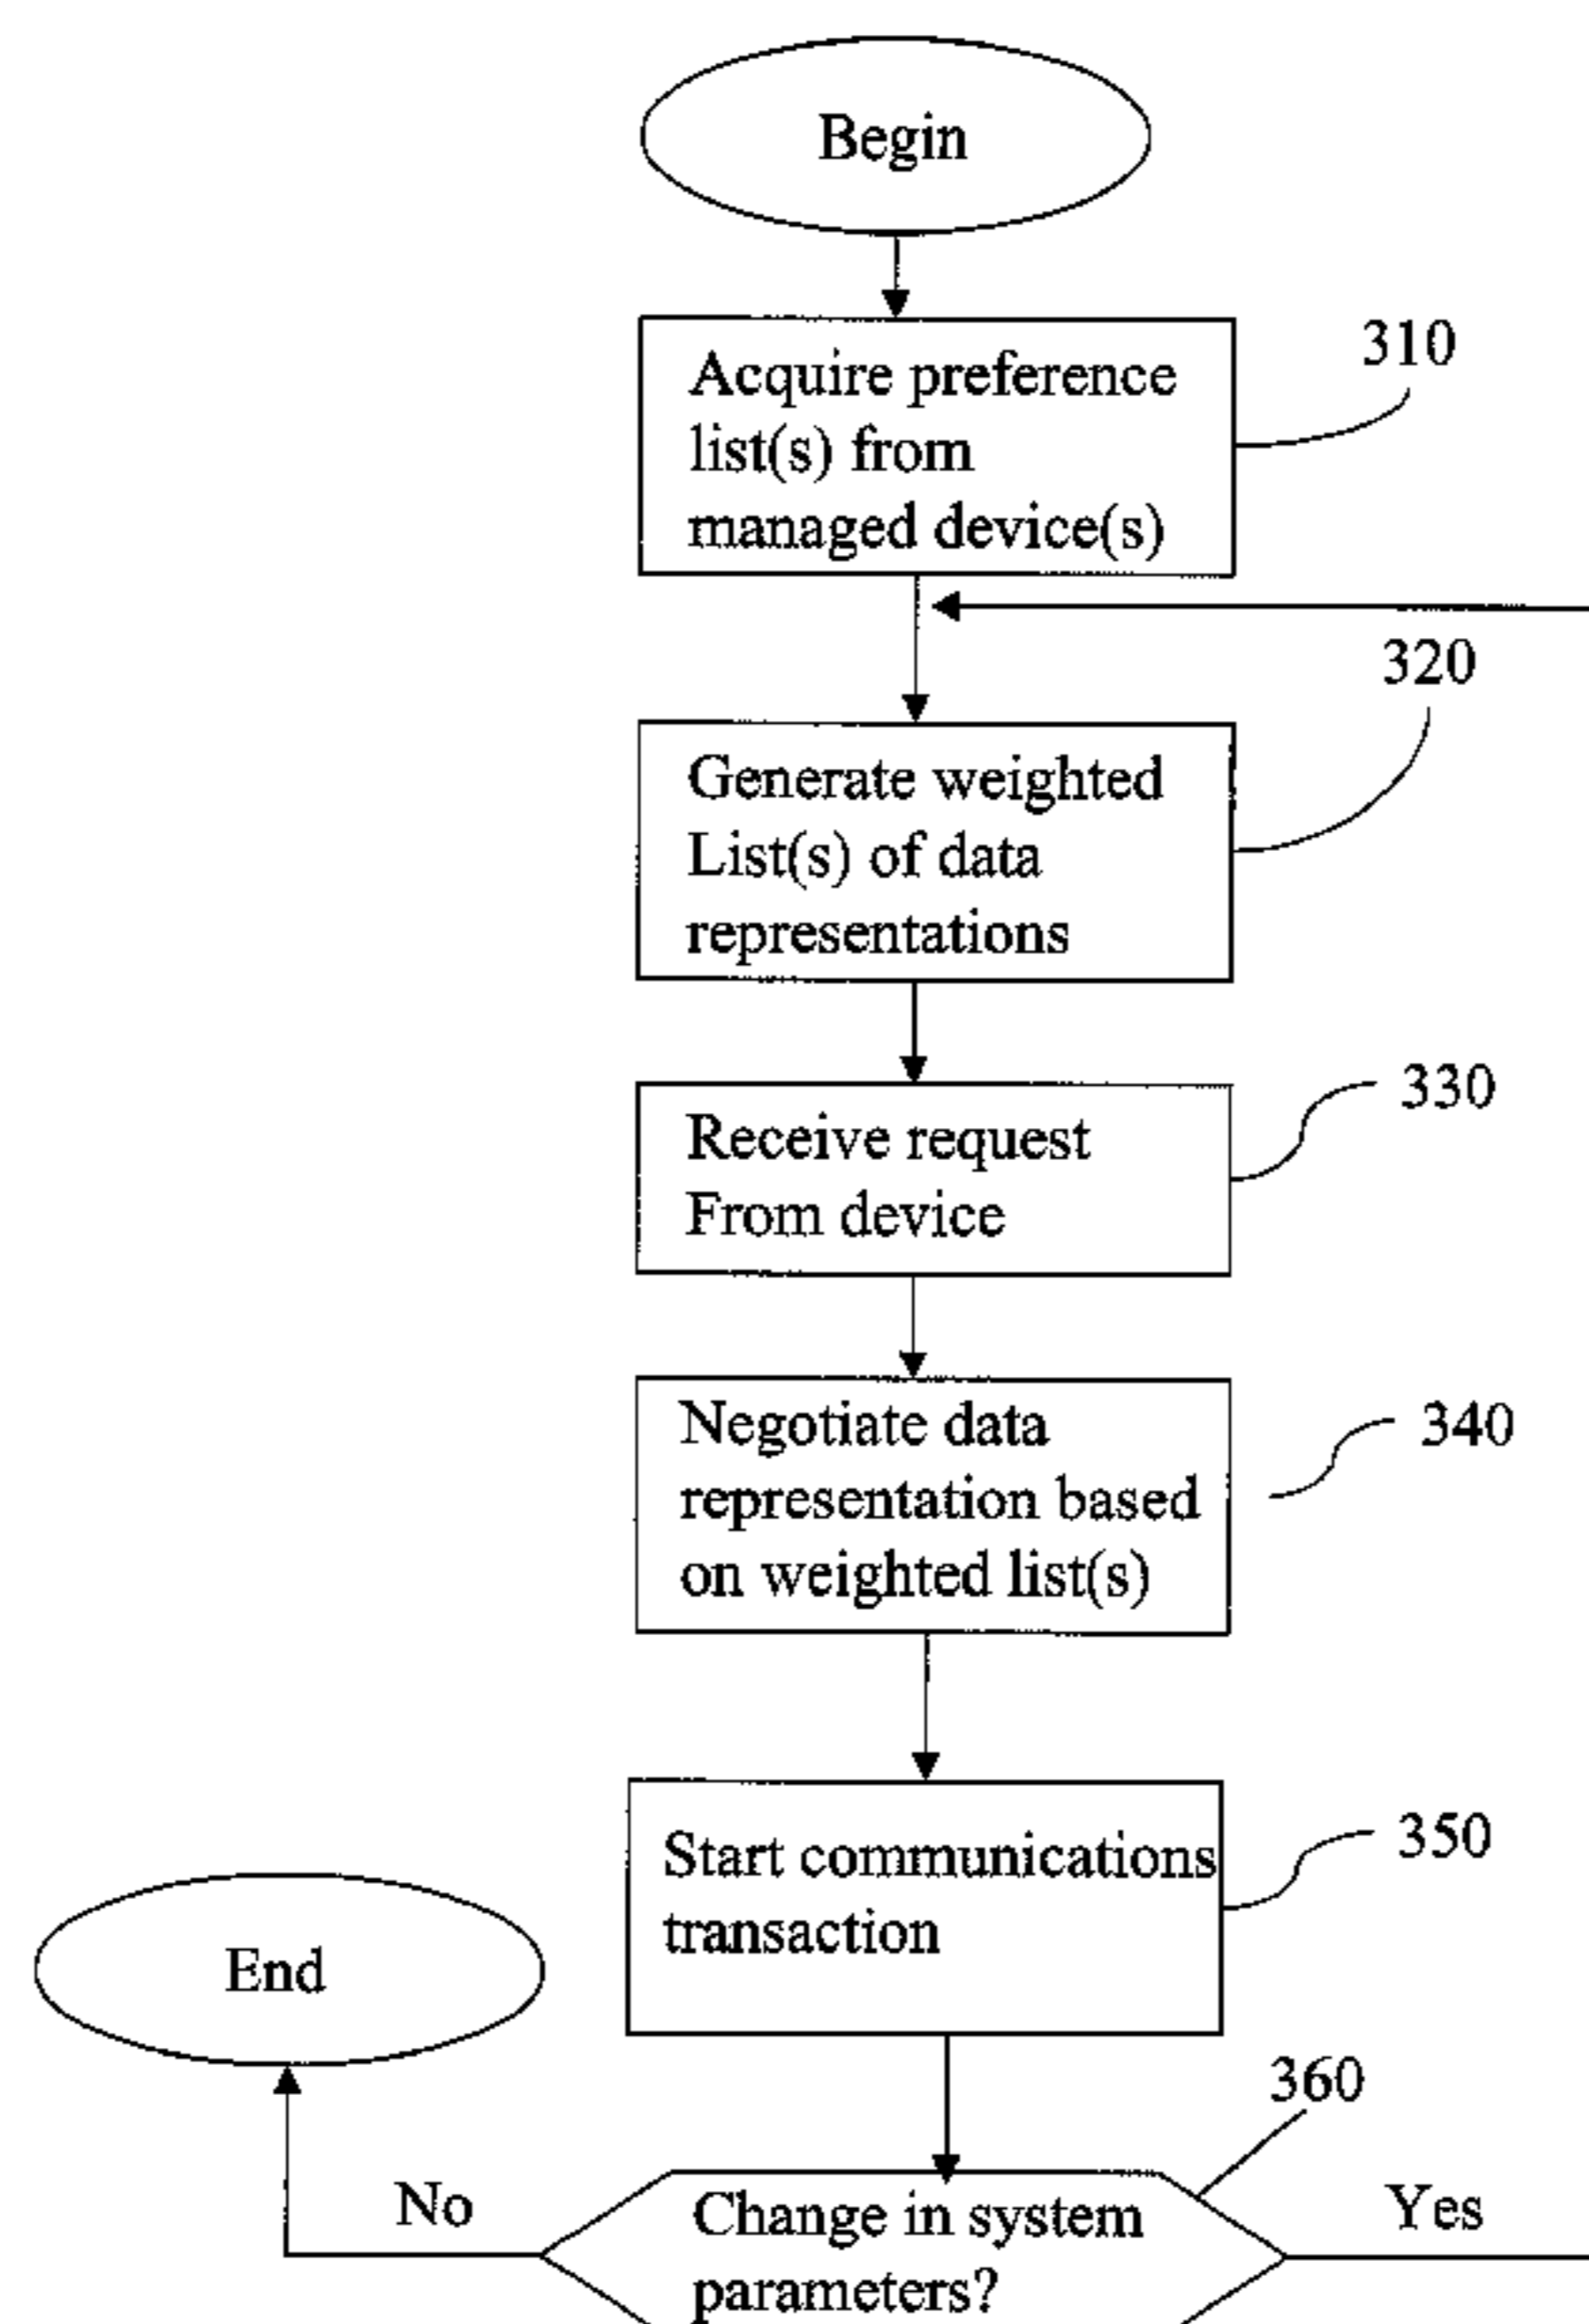 Begin
310
Acquire preference
list(s) from
managed device(s)
320
Generate weighted
List(s) of data
representations
330
Receive request
From device
340
Negotiate data
representation based
on weighted list(s)
350
Start communications
transaction
End
360
No
Change in system
parameters?
Yes